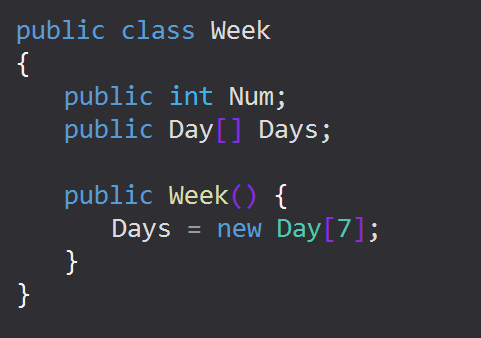 public class Week
{
    public int Num;
    public Day[] Days;

    public Week() {
        Days = new Day[7];
    }
}